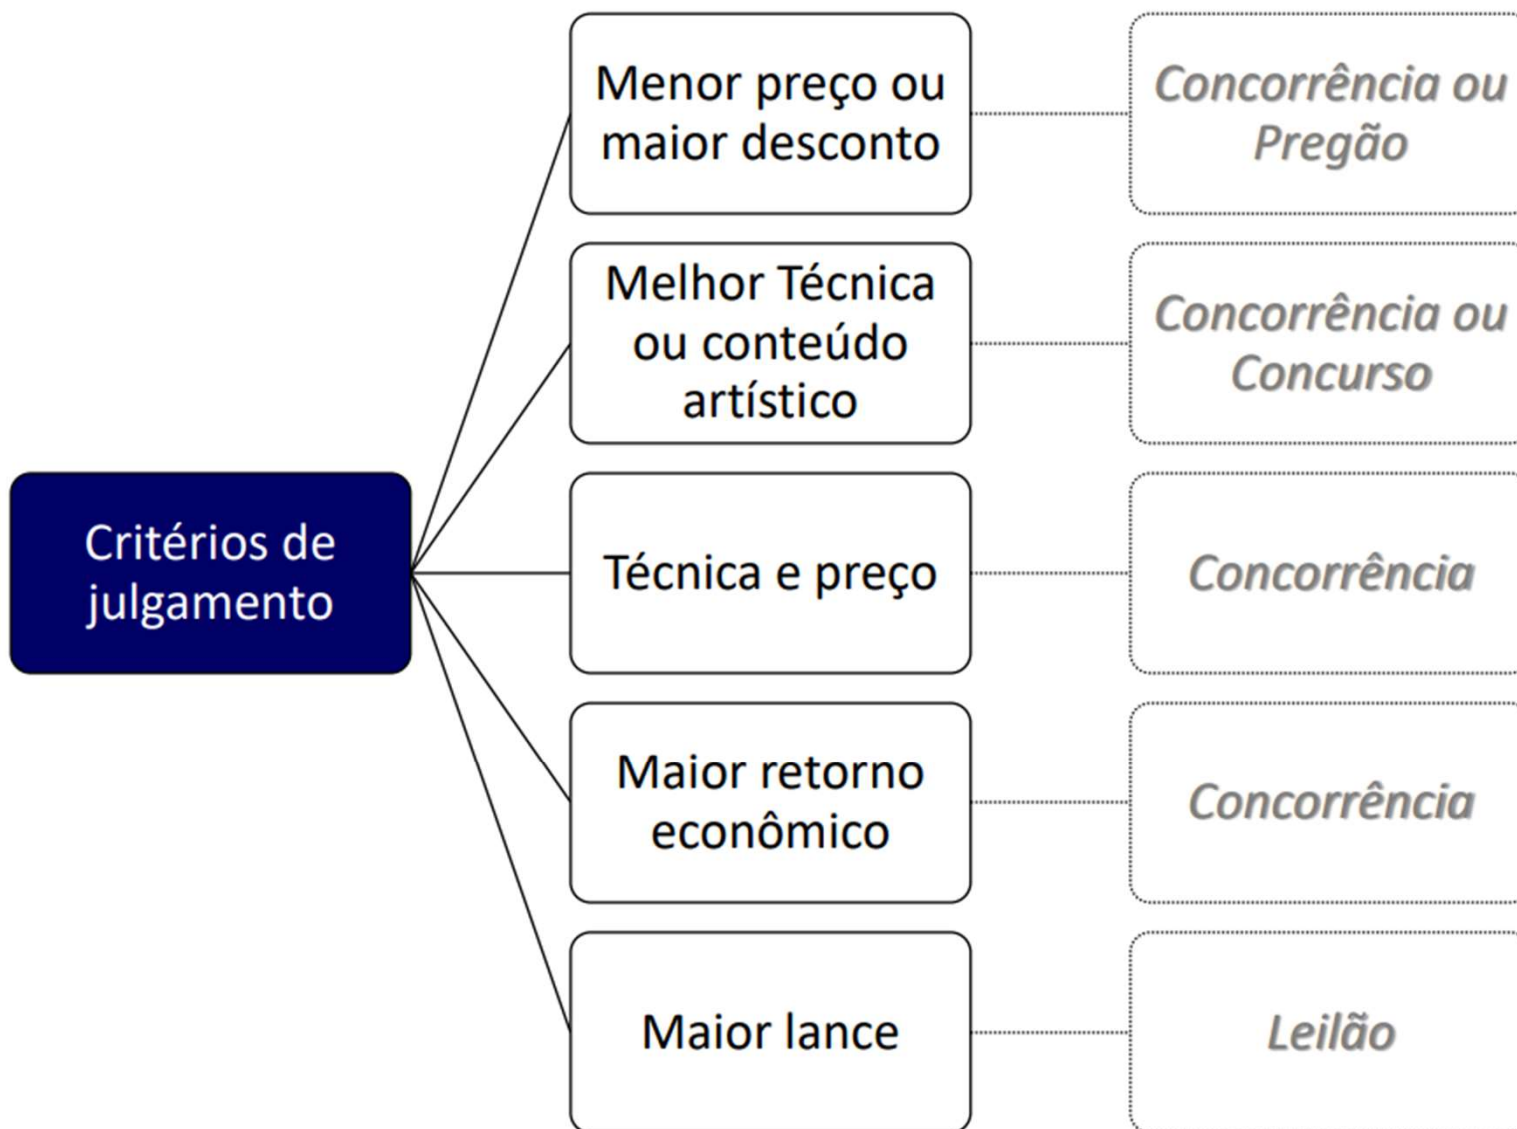 Critérios de
julgamento
Menor preço ou
maior desconto
Concorrência ou
Pregão
Melhor Técnica
ou conteúdo
artístico
Concorrência ou
Concurso
Técnica e preço
Concorrência
Maior retorno
econômico
Concorrência
Maior lance
Leilão